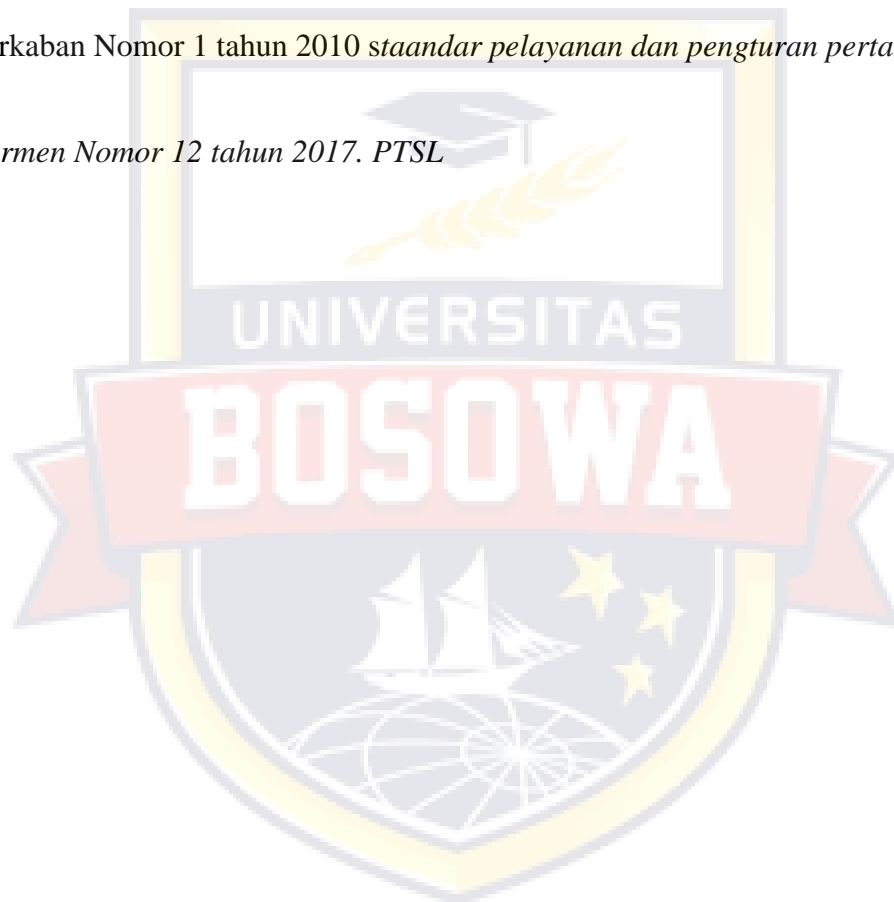 rkaban Nomor 1 tahun 2010 staandar pelayanan dan pengturan perta
rmen Nomor 12 tahun 2017. PTSL
UNIVERSITAS
BOSOWA